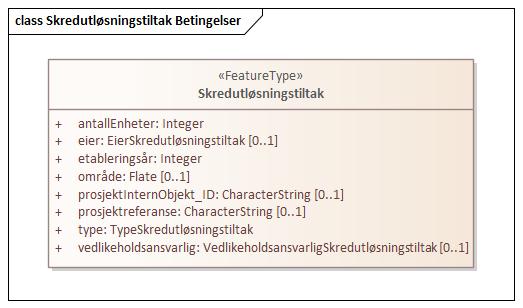 class Skredutløsningstiltak Betingelser
«FeatureType»
Skredutløsningstiltak
+ antallEnheter: Integer
+ eier: EierSkredutløsningstiltak [0..1]
+ etableringsår: Integer
+ område: Flate [0..1]
+ prosjektInternObjekt_ID: CharacterString [0..1]
+ prosjektreferanse: CharacterString [0..1]
+ type: TypeSkredutløsningstiltak
+ vedlikeholdsansvarlig: VedlikeholdsansvarligSkredutløsningstiltak [0..1]